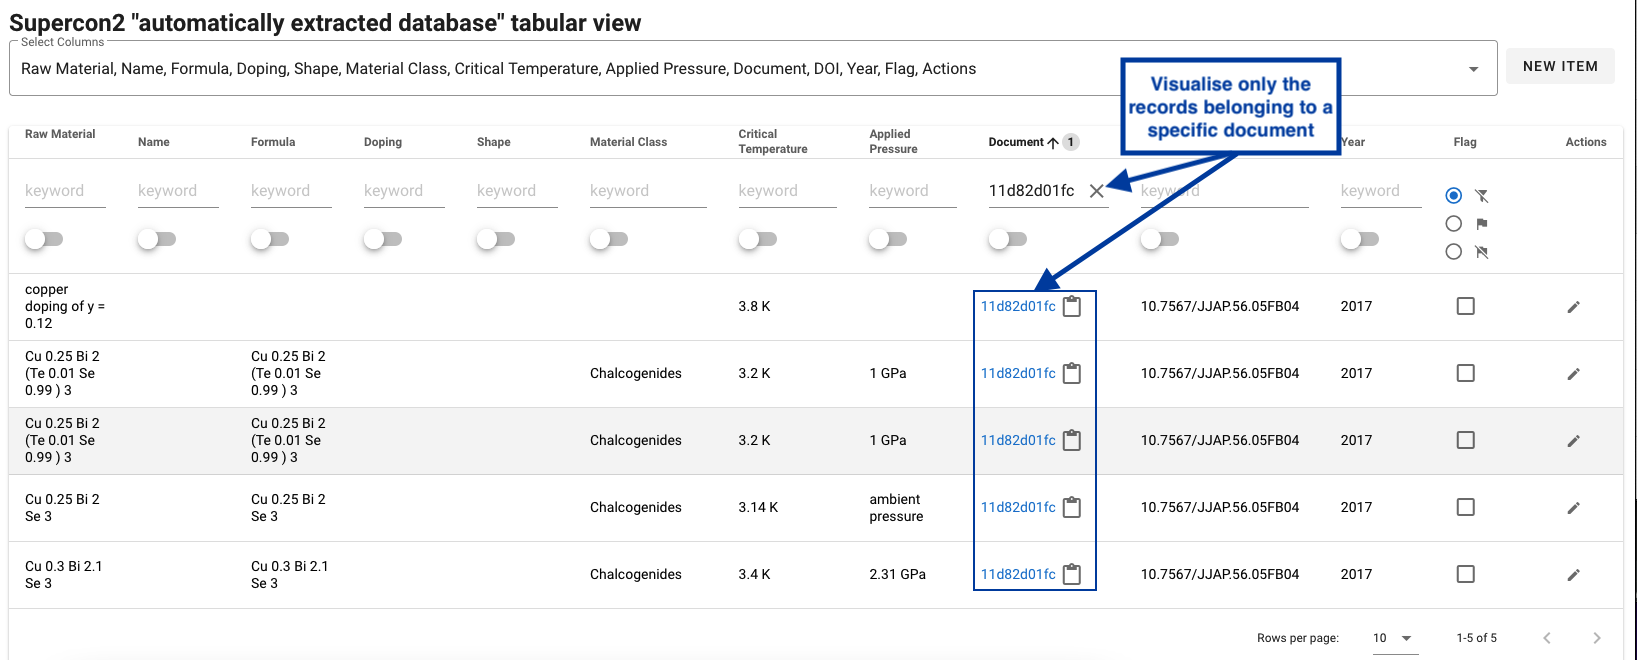 Supercon2 "automatically extracted database" tabular view
Select Columns
Raw Material, Name, Formula, Doping, Shape, Material Class, Critical Temperature, Applied Pressure, Document, DOI, Year, Flag, Actions
NEW ITEM
Visualise only the
records belonging to a
specific document
Raw Material
Name
Formula
Doping
Shape
Material Class
Critical
Temperature
Applied
Pressure
Document 1
Year
Flag
Actions
keyword
keyword
keyword
keyword
keyword
keyword
keyword
keyword
11d82d01fc
keyword
keyword
copper
doping of y =
0.12
3.8 K
11d82d01fc
10.7567/JJAP.56.05FB04
2017
Cu 0.25 Bi 2
(Te 0.01 Se
0.99 ) 3
Cu 0.25 Bi 2
(Te 0.01 Se
0.99 ) 3
Chalcogenides
3.2 K
1 GPa
11d82d01fc
10.7567/JJAP.56.05FB04
2017
Cu 0.25 Bi 2
(Te 0.01 Se
0.99 ) 3
Cu 0.25 Bi 2
(Te 0.01 Se
0.99 ) 3
Chalcogenides
3.2 K
1 GPa
11d82d01fc
10.7567/JJAP.56.05FB04
2017
Cu 0.25 Bi 2
Se 3
Cu 0.25 Bi 2
Se 3
Chalcogenides
3.14 K
ambient
pressure
11d82d01fc
10.7567/JJAP.56.05FB04
2017
Cu 0.3 Bi 2.1
Se 3
Cu 0.3 Bi 2.1
Se 3
Chalcogenides
3.4 K
2.31 GPa
11d82d01fc
10.7567/JJAP.56.05FB04
2017
Rows per page:
10
1-5 of 5